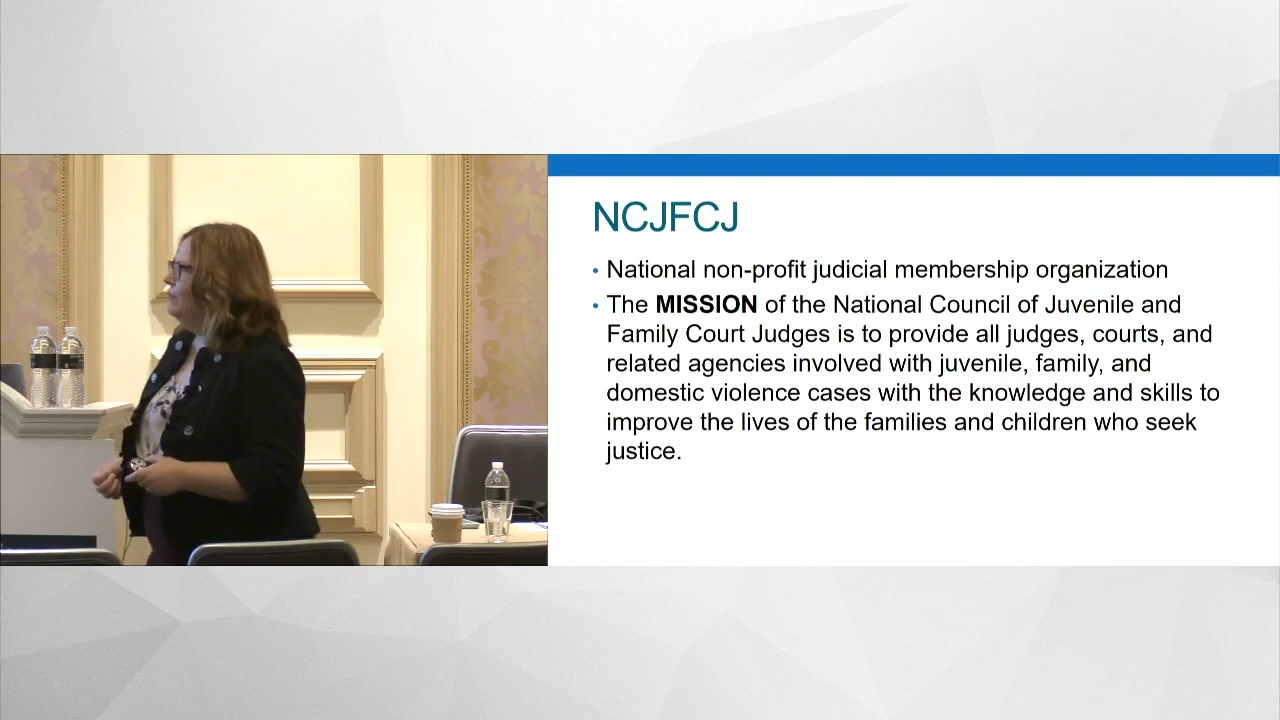 NCJFCJ
• National non-profit judicial membership organization
• The MISSION of the National Council of Juvenile and
Family Court Judges is to provide all judges, courts, and
related agencies involved with juvenile, family, and
domestic violence cases with the knowledge and skills to
improve the lives of the families and children who seek
justice.